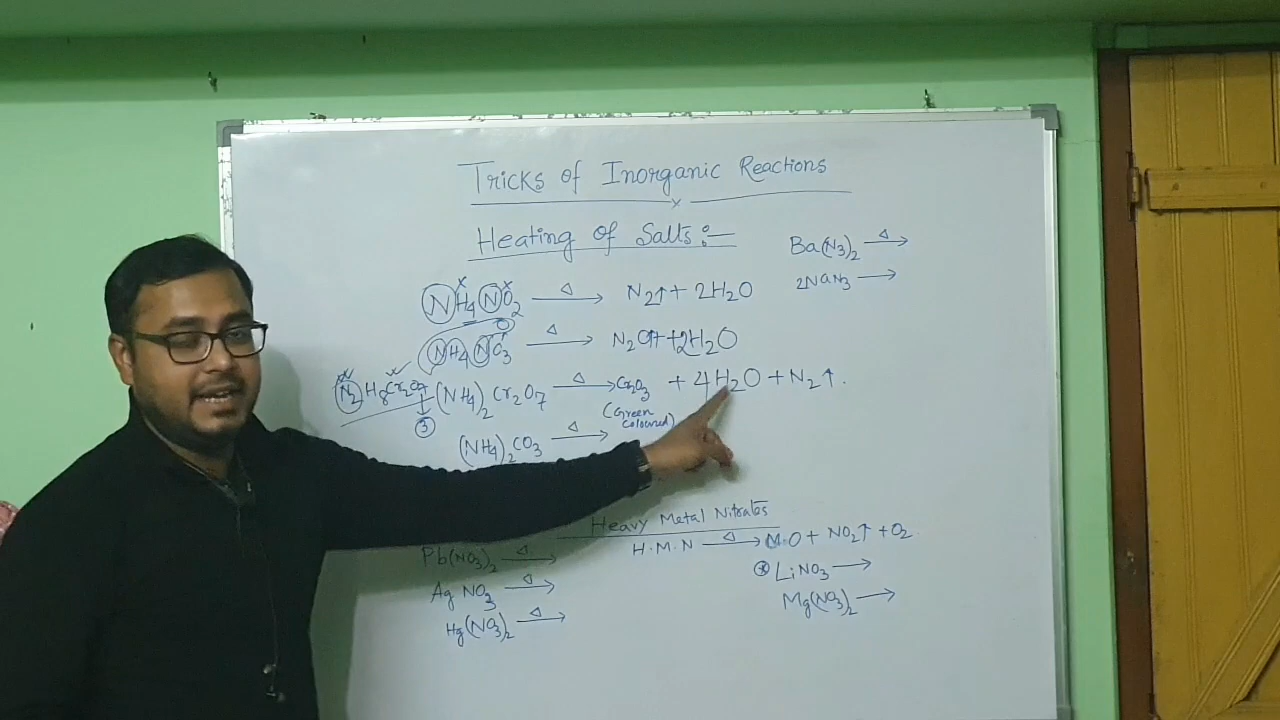 Tricks of Inorganic Reactions
x
Heating of Salts:—
Ba(N3)2 —Δ→
2NaN3 ⟶
NH4NO2 —Δ→ N2↑ + 2H2O
NH4NO3 —Δ→ N2O↑ + 2H2O
N2H8Cr2O7 (NH4)2Cr2O7 —Δ→ Cr2O3 + 4H2O + N2↑.
3
(Green Coloured)
(NH4)2CO3 —Δ→
Heavy Metal Nitrates
H.M.N —Δ→ M.O + NO2↑ + O2
Pb(NO3)2 —Δ→
AgNO3 —Δ→
Hg(NO3)2 —Δ→
* LiNO3 ⟶
Mg(NO3)2 ⟶